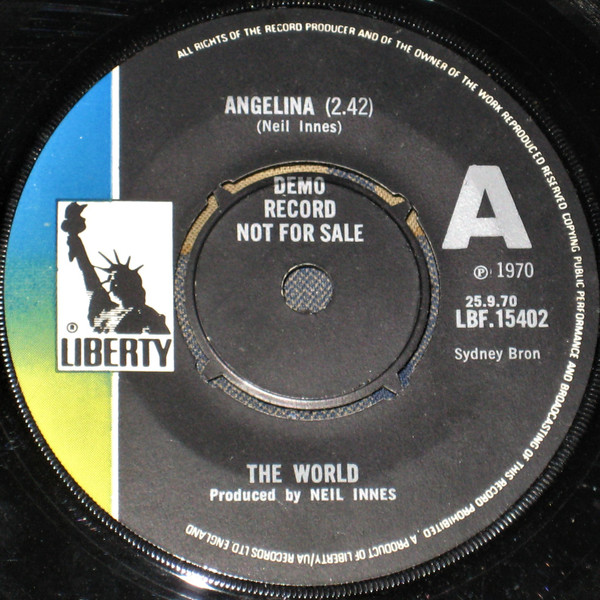 ALL RIGHTS OF THE RECORD PRODUCER AND OF THE OWNER OF THE WORK REPRODUCED RESERVED COPYING PUBLIC PERFORMANCE AND BROADCASTING OF THIS RECORD PROHIBITED. A PRODUCT OF LIBERTY/UA RECORDS LTD ENGLAND
ANGELINA (2.42)
(Neil Innes)
DEMO
RECORD
NOT FOR SALE
A
Ⓟ 1970
25.9.70
LBF.15402
Sydney Bron
®
LIBERTY
THE WORLD
Produced by NEIL INNES